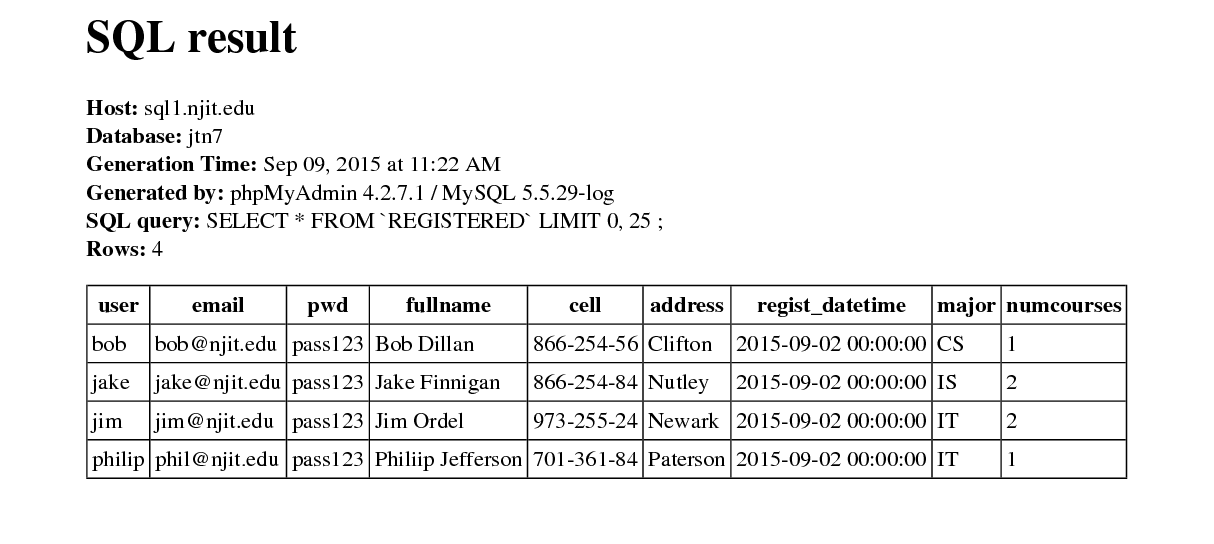 SQL result
Host: sql1.njit.edu
Database: jtn7
Generation Time: Sep 09, 2015 at 11:22 AM
Generated by: phpMyAdmin 4.2.7.1 / MySQL 5.5.29-log
SQL query: SELECT * FROM `REGISTERED` LIMIT 0, 25 ;
Rows: 4
user email pwd fullname cell address regist_datetime major numcourses
bob bob@njit.edu pass123 Bob Dillan 866-254-56 Clifton 2015-09-02 00:00:00 CS 1
jake jake@njit.edu pass123 Jake Finnigan 866-254-84 Nutley 2015-09-02 00:00:00 IS 2
jim jim@njit.edu pass123 Jim Ordel 973-255-24 Newark 2015-09-02 00:00:00 IT 2
philip phil@njit.edu pass123 Philiip Jefferson 701-361-84 Paterson 2015-09-02 00:00:00 IT 1